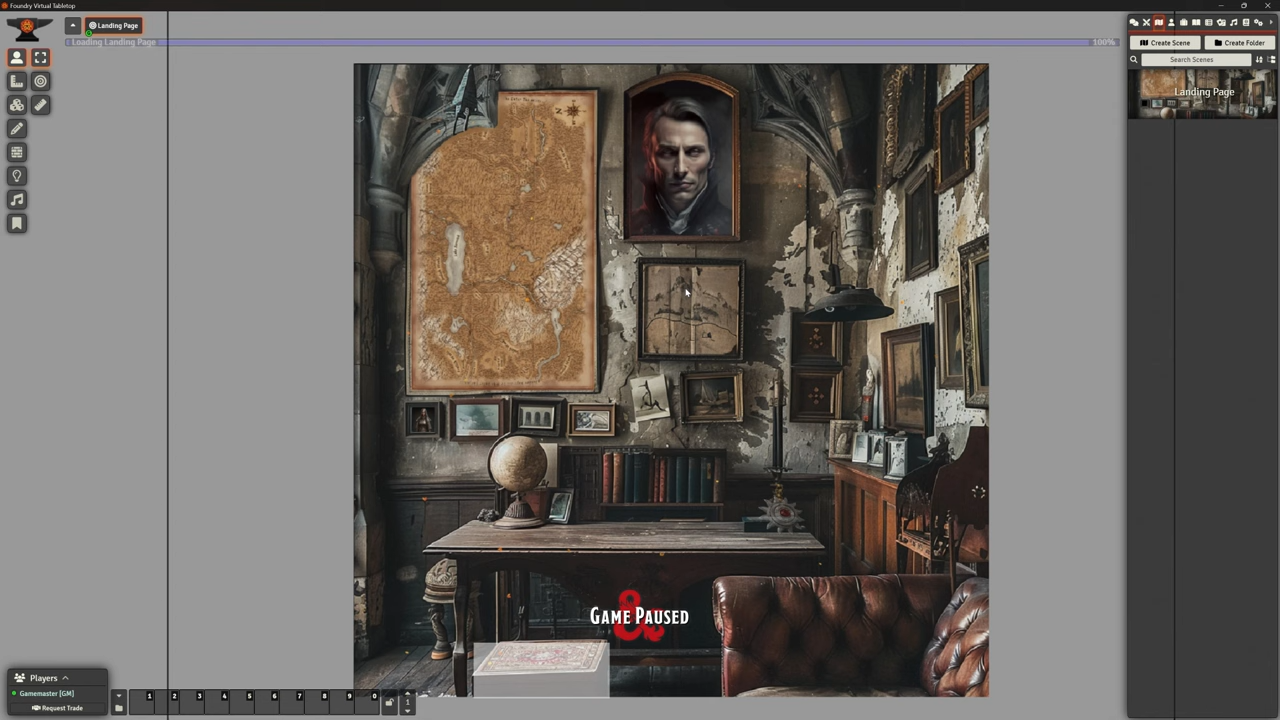 Foundry Virtual Tabletop
Landing Page
Loading Landing Page
100%
Create Scene
Create Folder
Search Scenes
Landing Page
GAME PAUSED
Players
Gamemaster [GM]
Request Trade
1 2 3 4 5 6 7 8 9 0
1